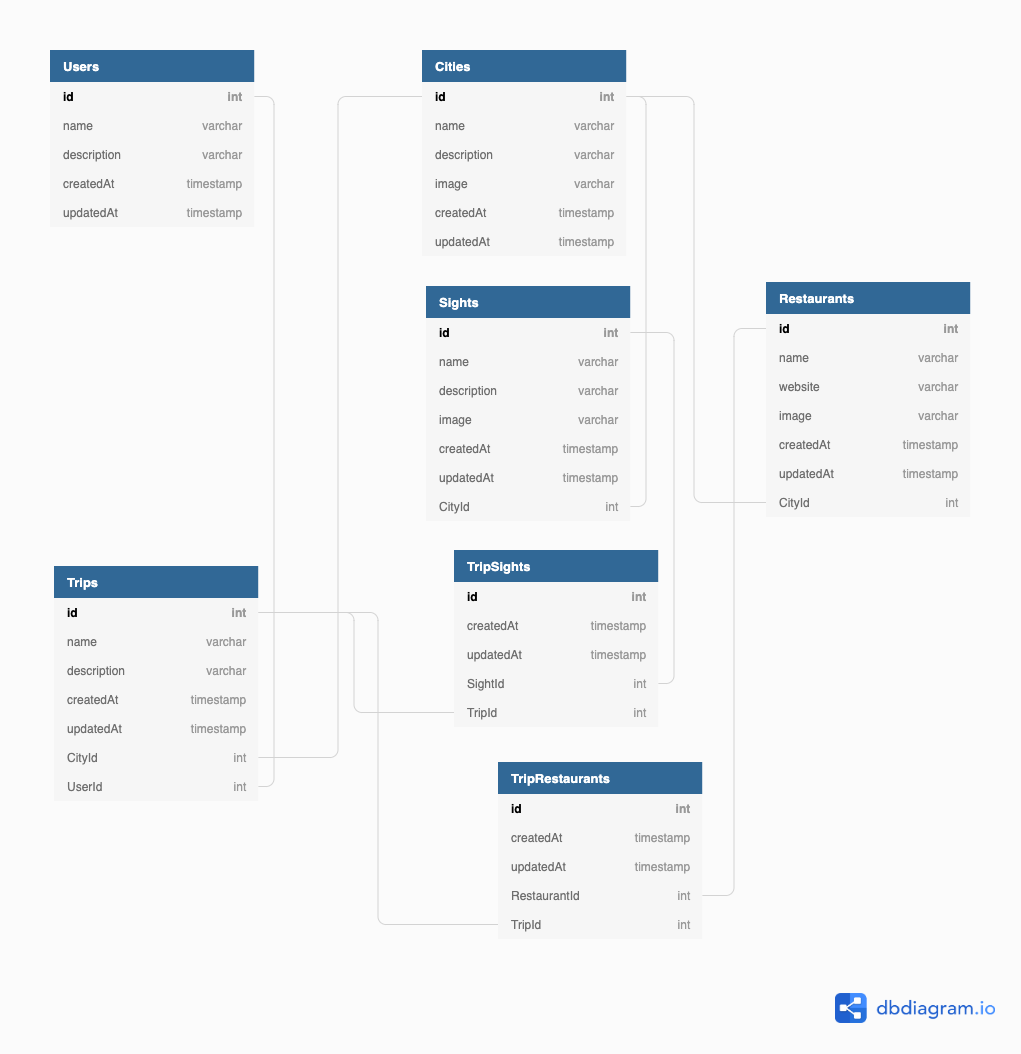 Users
id int
name varchar
description varchar
createdAt timestamp
updatedAt timestamp
Cities
id int
name varchar
description varchar
image varchar
createdAt timestamp
updatedAt timestamp
Sights
id int
name varchar
description varchar
image varchar
createdAt timestamp
updatedAt timestamp
CityId int
Restaurants
id int
name varchar
website varchar
image varchar
createdAt timestamp
updatedAt timestamp
CityId int
Trips
id int
name varchar
description varchar
createdAt timestamp
updatedAt timestamp
CityId int
UserId int
TripSights
id int
createdAt timestamp
updatedAt timestamp
SightId int
TripId int
TripRestaurants
id int
createdAt timestamp
updatedAt timestamp
RestaurantId int
TripId int
dbdiagram.io